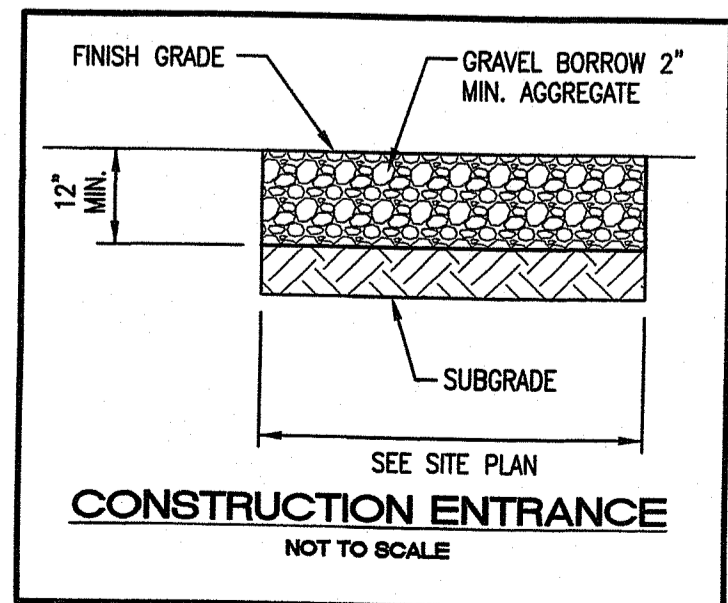 FINISH GRADE
GRAVEL BORROW 2"
MIN. AGGREGATE
12"
MIN.
SUBGRADE
SEE SITE PLAN
CONSTRUCTION ENTRANCE
NOT TO SCALE